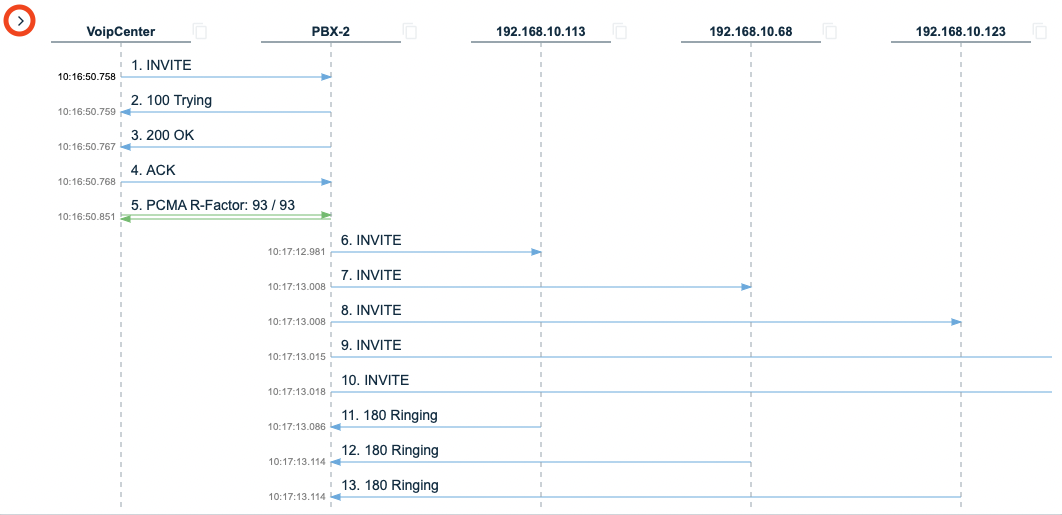 VoipCenter PBX-2 192.168.10.113 192.168.10.68 192.168.10.123
1. INVITE
10:16:50.758
2. 100 Trying
10:16:50.759
3. 200 OK
10:16:50.767
4. ACK
10:16:50.768
5. PCMA R-Factor: 93 / 93
10:16:50.851
6. INVITE
10:17:12.981
7. INVITE
10:17:13.008
8. INVITE
10:17:13.008
9. INVITE
10:17:13.015
10. INVITE
10:17:13.018
11. 180 Ringing
10:17:13.086
12. 180 Ringing
10:17:13.114
13. 180 Ringing
10:17:13.114